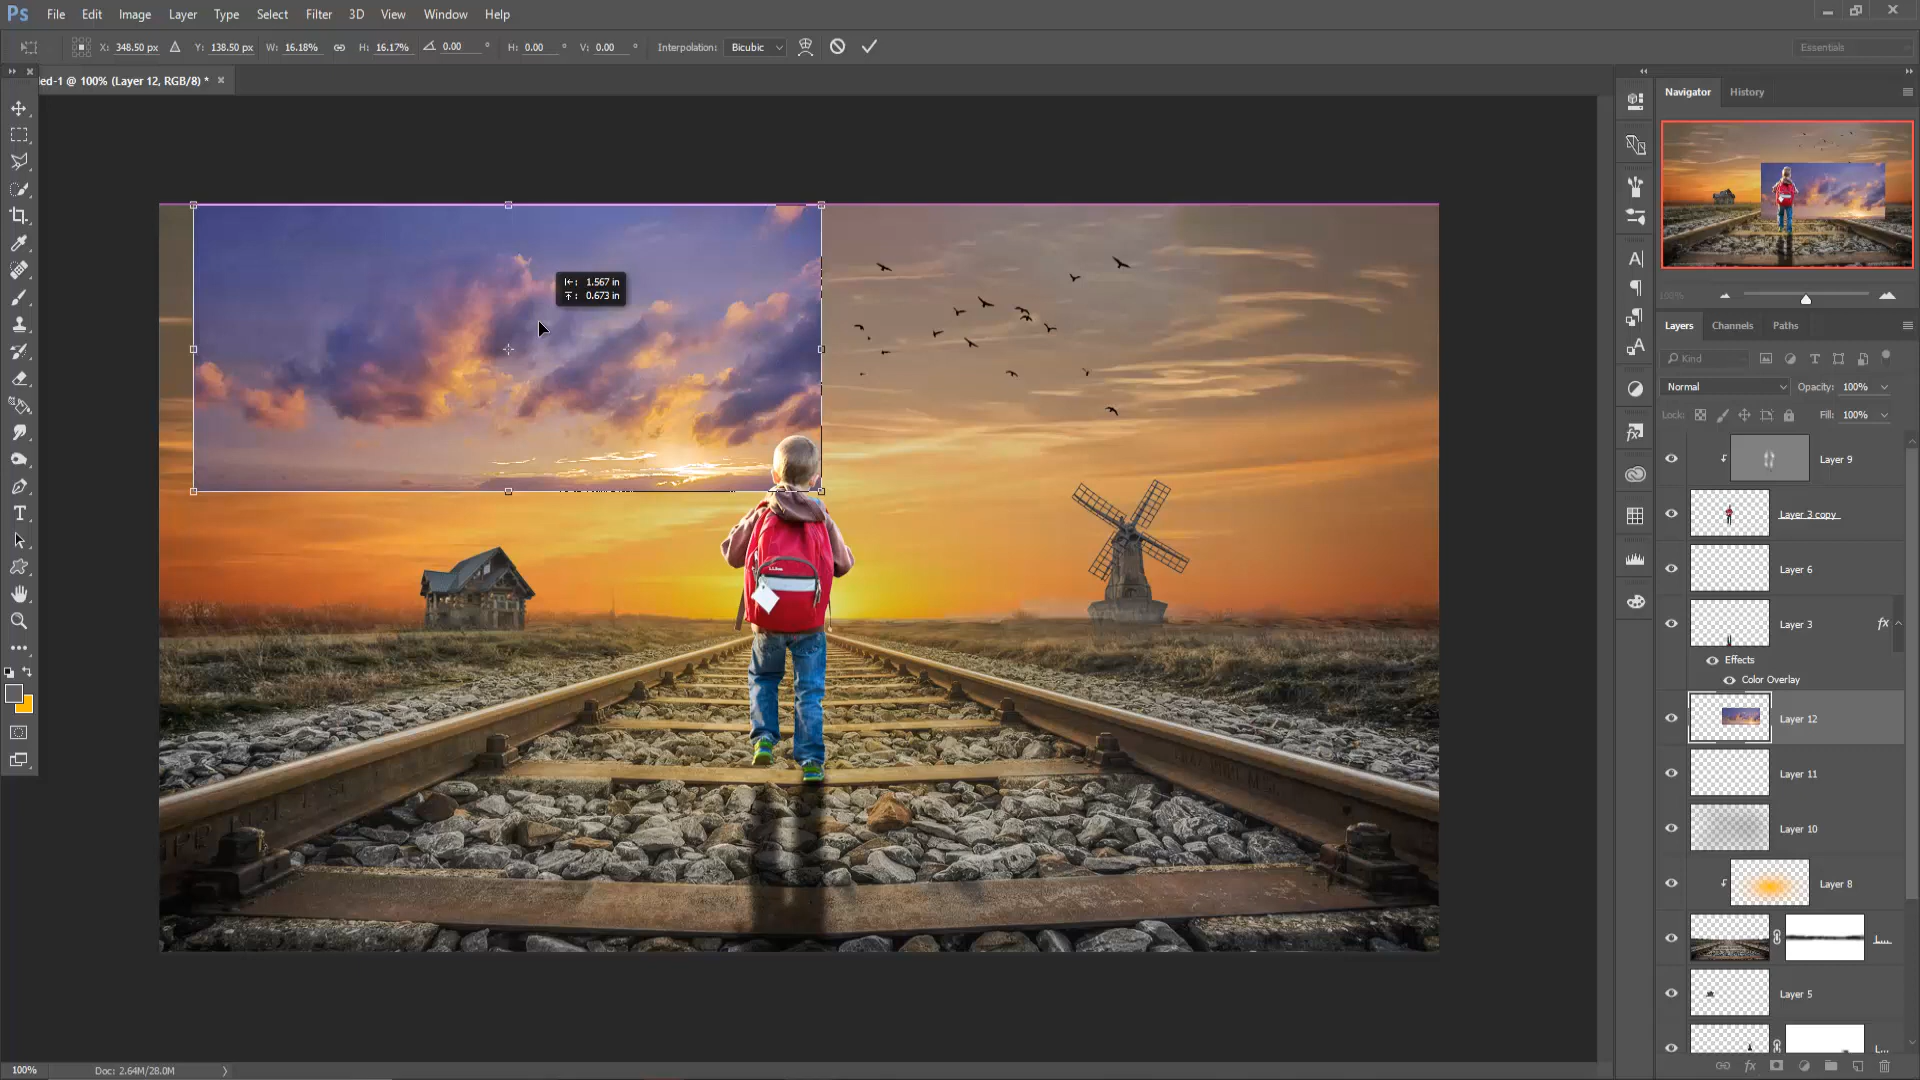 Ps File Edit Image Layer Type Select Filter 3D View Window Help
X: 348.50 px Y: 138.50 px W: 16.18% H: 16.17% 0.00 ° H: 0.00 ° V: 0.00 ° Interpolation: Bicubic Essentials
ed-1 @ 100% (Layer 12, RGB/8) * ×
Navigator History
1.567 in
0.673 in
100%
Layers Channels Paths
Kind
Normal Opacity: 100%
Lock: Fill: 100%
Layer 9
Layer 3 copy
Layer 6
Layer 3 fx
Effects
Color Overlay
Layer 12
Layer 11
Layer 10
Layer 8
L...
Layer 5
L...
100% Doc: 2.64M/28.0M